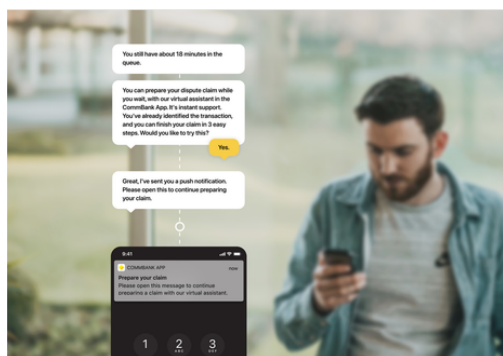 You still have about 18 minutes in the
queue.
You can prepare your dispute claim while
you wait, with our virtual assistant in the
CommBank App. It's instant support.
You've already identified the transaction,
and you can finish your claim in 3 easy
steps. Would you like to try this?
Yes.
Great, I've sent you a push notification.
Please open this to continue preparing
your claim.
9:41
COMMBANK APP
now
Prepare your claim
Please open this message to continue
preparing a claim with our virtual assistant.
1 2 3
ABC DEF